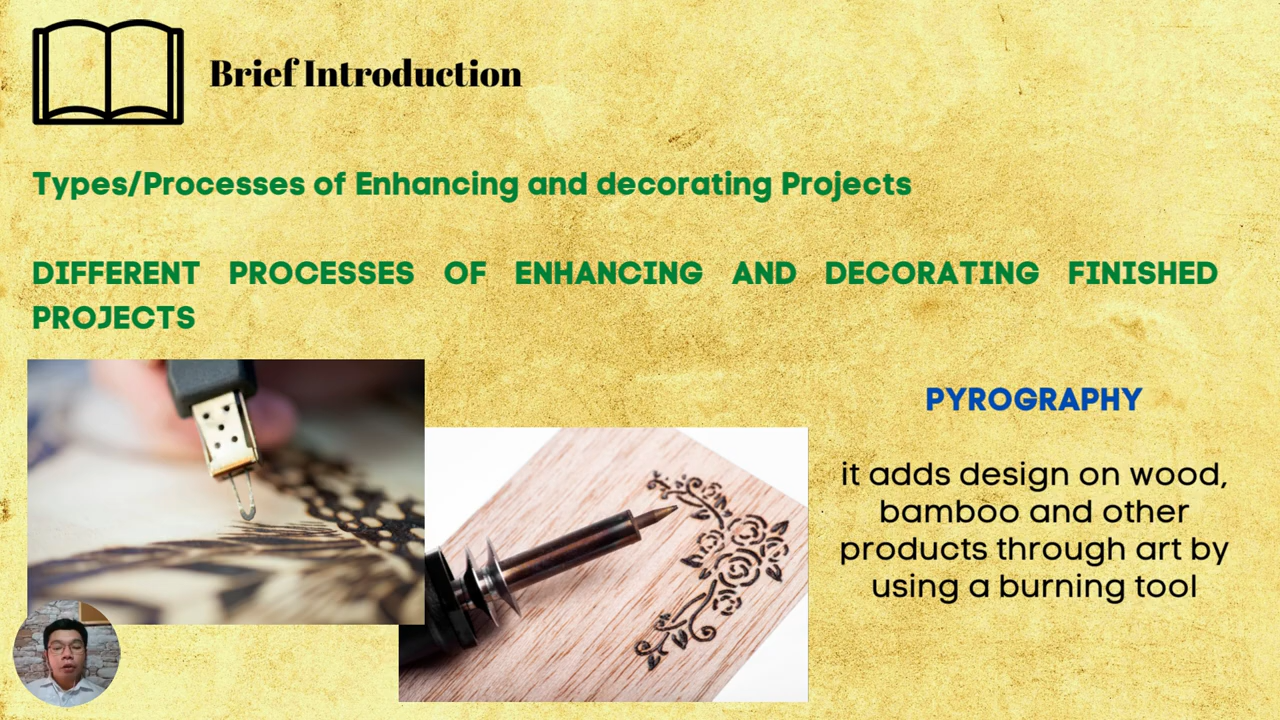 Brief Introduction
Types/Processes of Enhancing and decorating Projects
DIFFERENT PROCESSES OF ENHANCING AND DECORATING FINISHED
PROJECTS
PYROGRAPHY
it adds design on wood,
bamboo and other
products through art by
using a burning tool